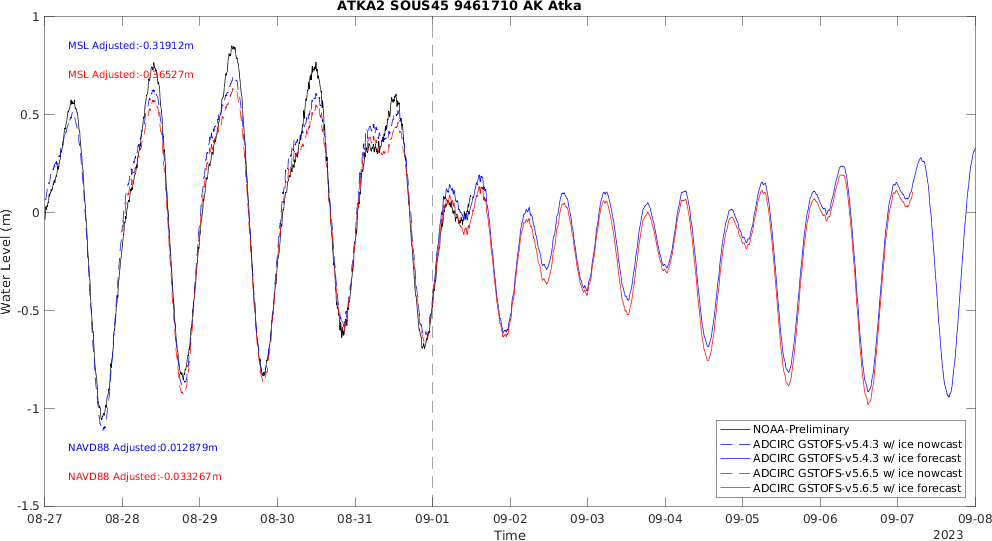 ATKA2 SOUS45 9461710 AK Atka
MSL Adjusted:-0.31912m
MSL Adjusted:-0.36527m
NAVD88 Adjusted:0.012879m
NAVD88 Adjusted:-0.033267m
Water Level (m)
1
0.5
0
-0.5
-1
-1.5
NOAA-Preliminary
ADCIRC GSTOFS-v5.4.3 w/ ice nowcast
ADCIRC GSTOFS-v5.4.3 w/ ice forecast
ADCIRC GSTOFS-v5.6.5 w/ ice nowcast
ADCIRC GSTOFS-v5.6.5 w/ ice forecast
08-27 08-28 08-29 08-30 08-31 09-01 09-02 09-03 09-04 09-05 09-06 09-07 09-08
Time
2023